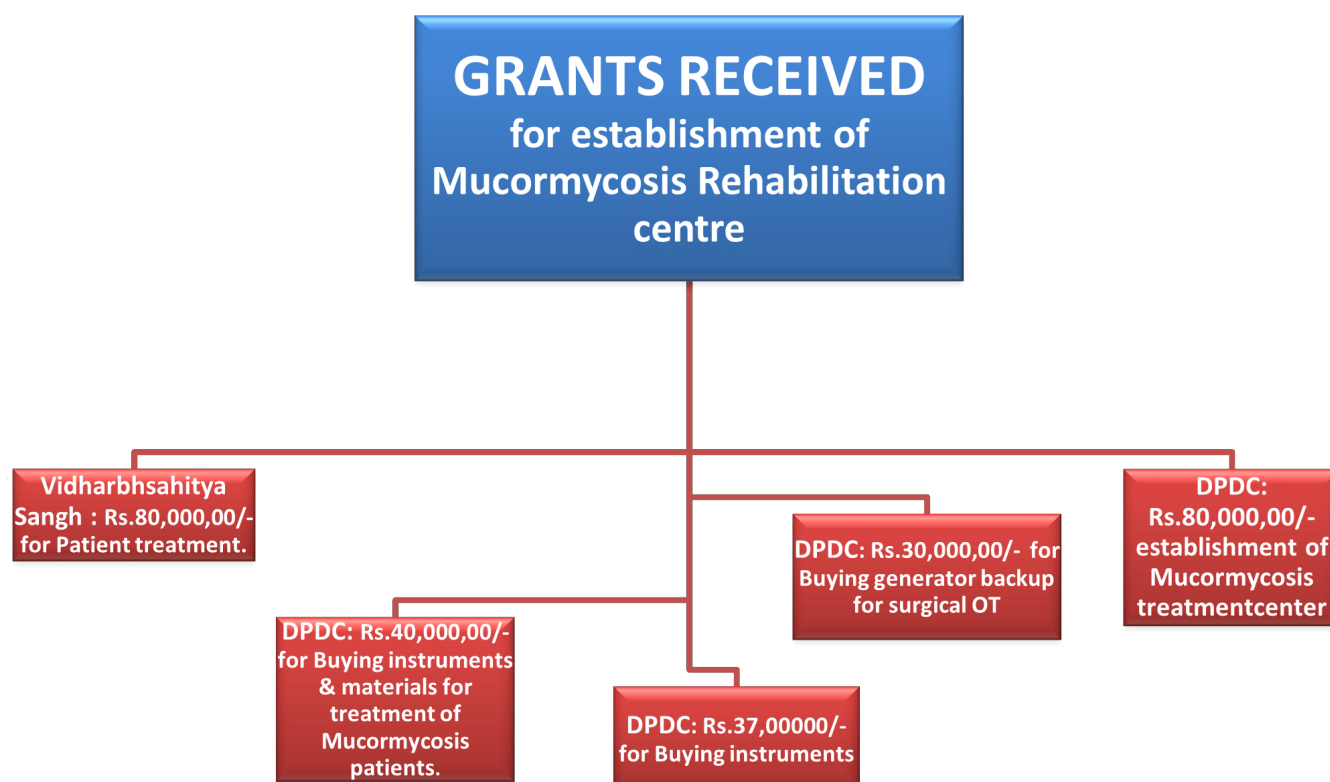 GRANTS RECEIVED
for establishment of
Mucormycosis Rehabilitation
centre
Vidharbhsahitya
Sangh : Rs.80,000,00/-
for Patient treatment.
DPDC: Rs.40,000,00/-
for Buying instruments
& materials for
treatment of
Mucormycosis
patients.
DPDC: Rs.37,00000/-
for Buying instruments
DPDC: Rs.30,000,00/- for
Buying generator backup
for surgical OT
DPDC:
Rs.80,000,00/-
establishment of
Mucormycosis
treatmentcenter